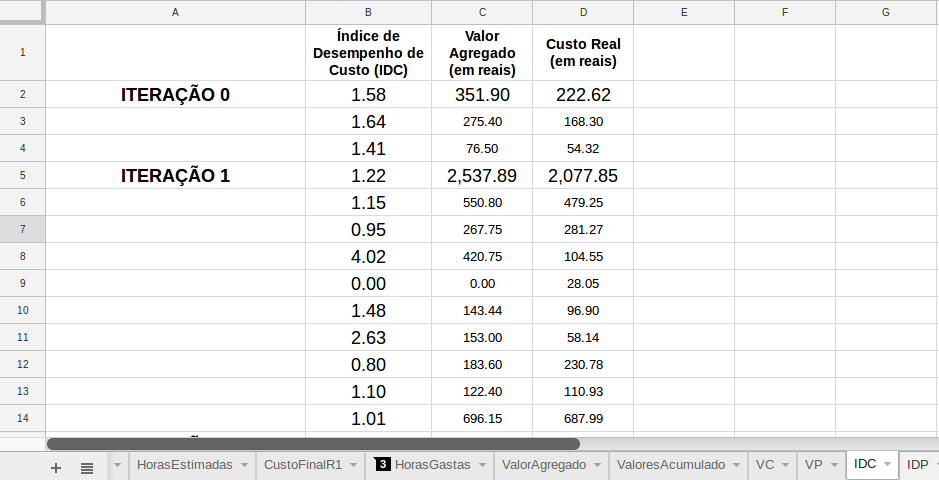 A B C D E F G
1 Índice de Desempenho de Custo (IDC) Valor Agregado (em reais) Custo Real (em reais)
2 ITERAÇÃO 0 1.58 351.90 222.62
3 1.64 275.40 168.30
4 1.41 76.50 54.32
5 ITERAÇÃO 1 1.22 2,537.89 2,077.85
6 1.15 550.80 479.25
7 0.95 267.75 281.27
8 4.02 420.75 104.55
9 0.00 0.00 28.05
10 1.48 143.44 96.90
11 2.63 153.00 58.14
12 0.80 183.60 230.78
13 1.10 122.40 110.93
14 1.01 696.15 687.99
HorasEstimadas CustoFinalR1 3 HorasGastas ValorAgregado ValoresAcumulado VC VP IDC IDP